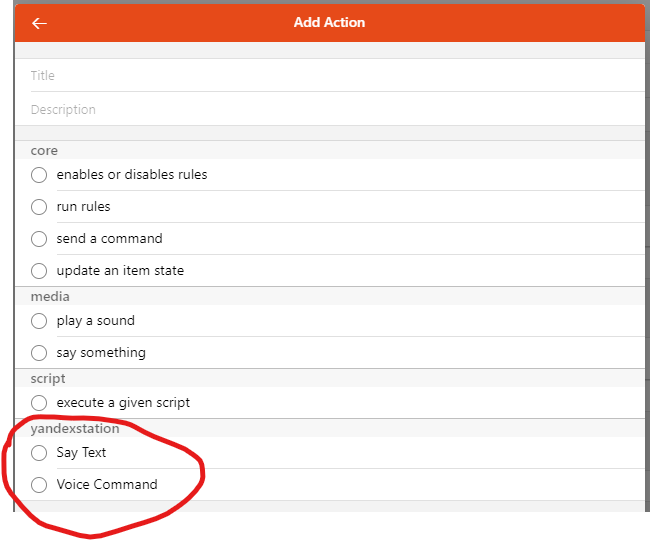 Add Action
Title
Description
core
enables or disables rules
run rules
send a command
update an item state
media
play a sound
say something
script
execute a given script
yandexstation
Say Text
Voice Command